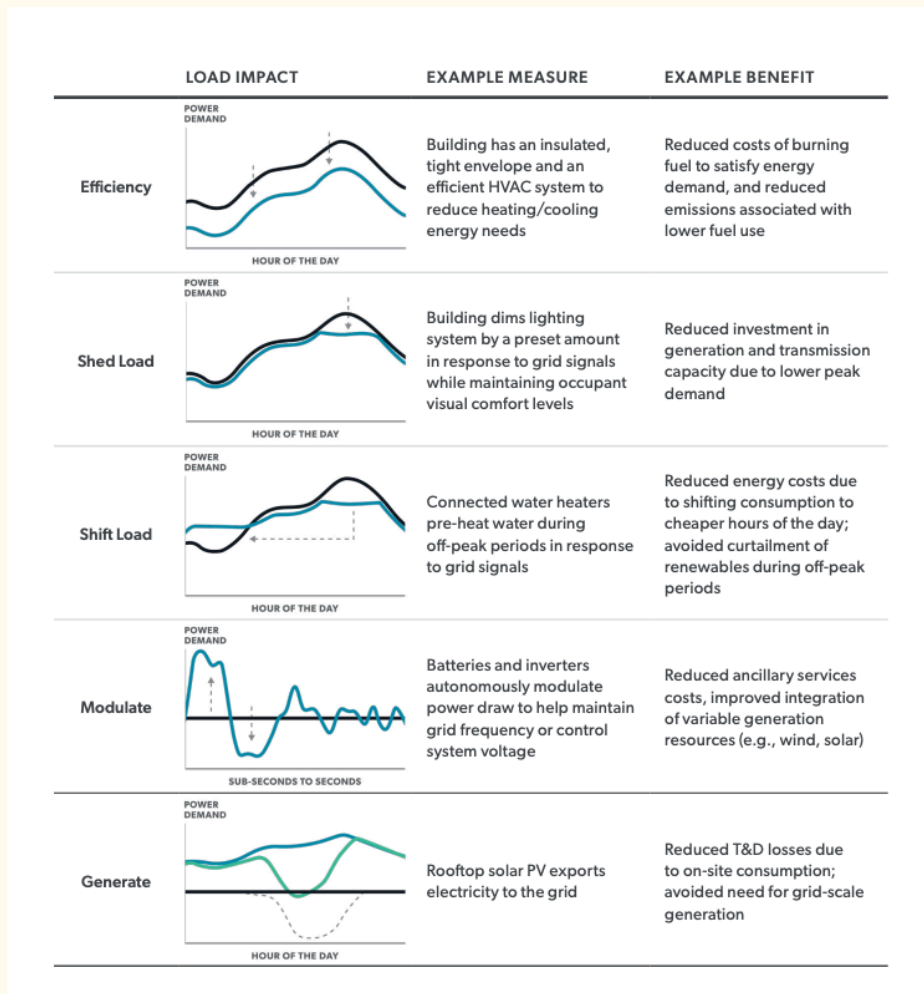 LOAD IMPACT
EXAMPLE MEASURE
EXAMPLE BENEFIT
Efficiency
POWER
DEMAND
HOUR OF THE DAY
Building has an insulated,
tight envelope and an
efficient HVAC system to
reduce heating/cooling
energy needs
Reduced costs of burning
fuel to satisfy energy
demand, and reduced
emissions associated with
lower fuel use
Shed Load
POWER
DEMAND
HOUR OF THE DAY
Building dims lighting
system by a preset amount
in response to grid signals
while maintaining occupant
visual comfort levels
Reduced investment in
generation and transmission
capacity due to lower peak
demand
Shift Load
POWER
DEMAND
HOUR OF THE DAY
Connected water heaters
pre-heat water during
off-peak periods in response
to grid signals
Reduced energy costs due
to shifting consumption to
cheaper hours of the day;
avoided curtailment of
renewables during off-peak
periods
Modulate
POWER
DEMAND
SUB-SECONDS TO SECONDS
Batteries and inverters
autonomously modulate
power draw to help maintain
grid frequency or control
system voltage
Reduced ancillary services
costs, improved integration
of variable generation
resources (e.g., wind, solar)
Generate
POWER
DEMAND
HOUR OF THE DAY
Rooftop solar PV exports
electricity to the grid
Reduced T&D losses due
to on-site consumption;
avoided need for grid-scale
generation